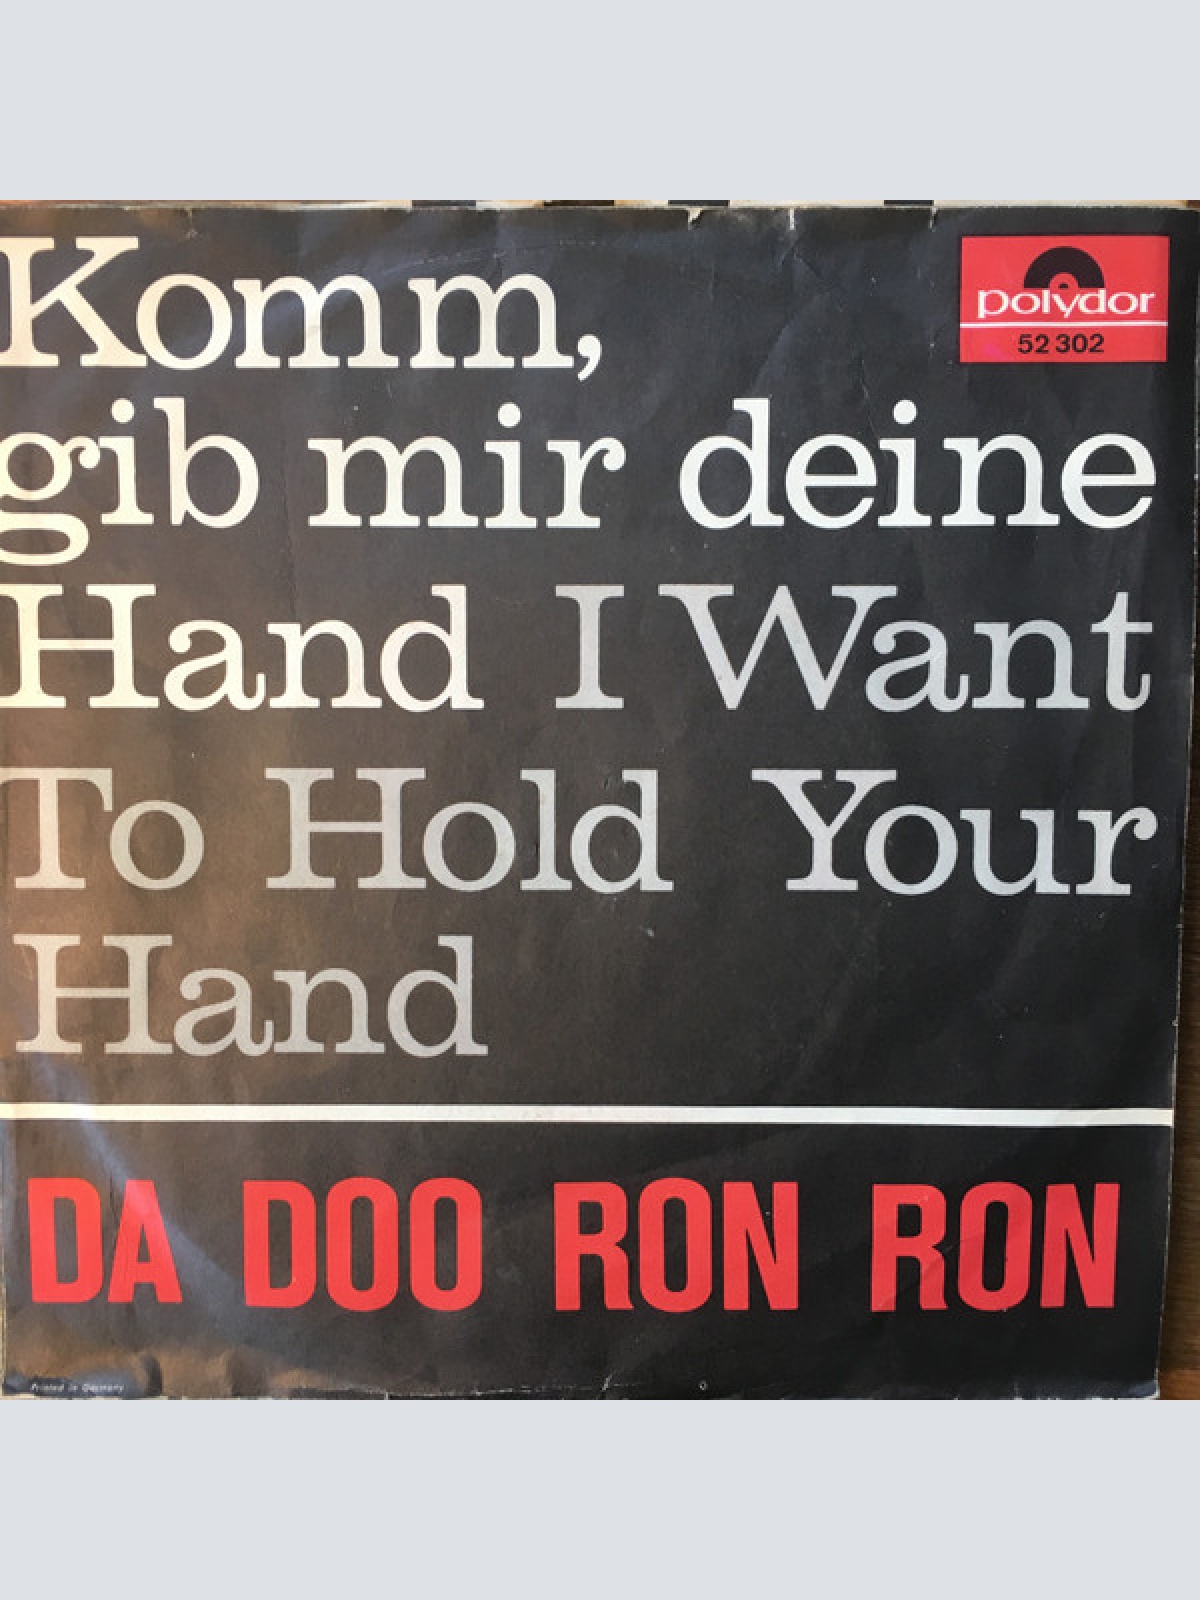 Komm,
polydor
52 302
gib mir deine
Hand I Want
To Hold Your
Hand
DA DOO RON RON
Printed in Germany